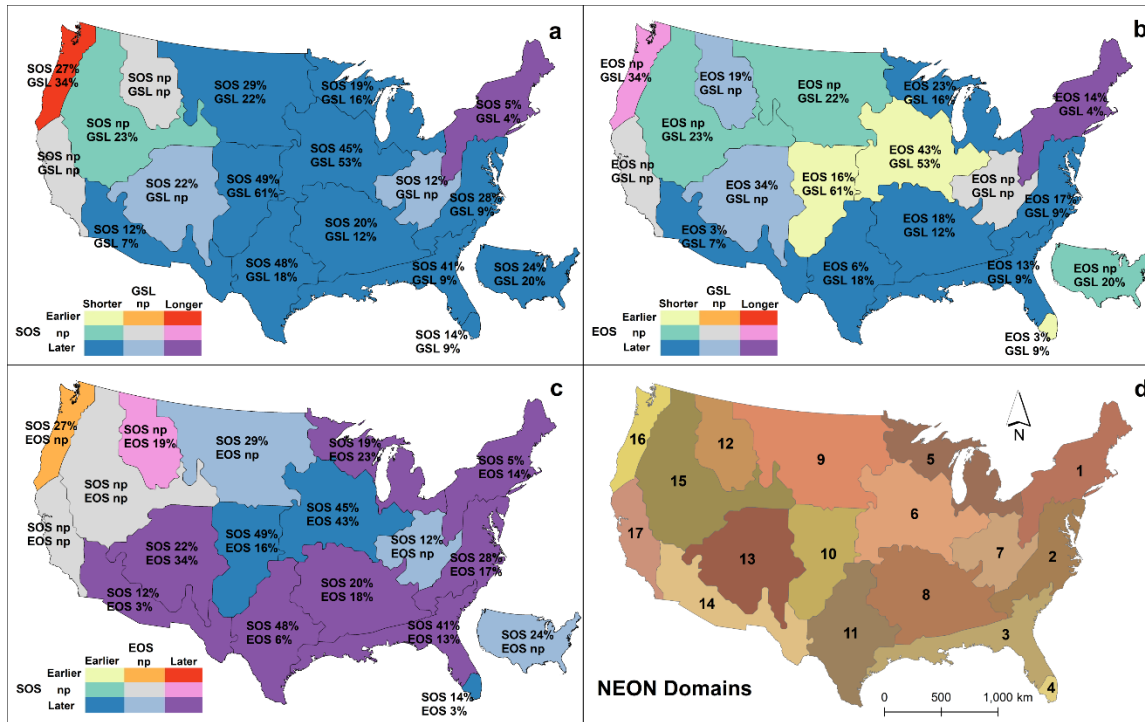 a
SOS 27%
GSL 34%
SOS np
GSL np
SOS 29%
GSL 22%
SOS 19%
GSL 16%
SOS 5%
GSL 4%
SOS np
GSL 23%
SOS 45%
GSL 53%
SOS np
GSL np
SOS 22%
GSL np
SOS 49%
GSL 61%
SOS 12%
GSL np
SOS 28%
GSL 9%
SOS 12%
GSL 7%
SOS 20%
GSL 12%
SOS 48%
GSL 18%
SOS 41%
GSL 9%
SOS 24%
GSL 20%
SOS 14%
GSL 9%
GSL
Shorter np Longer
Earlier
SOS np
Later
b
EOS np
GSL 34%
EOS 19%
GSL np
EOS np
GSL 22%
EOS 23%
GSL 16%
EOS 14%
GSL 4%
EOS np
GSL 23%
EOS 43%
GSL 53%
EOS np
GSL np
EOS 34%
GSL np
EOS 16%
GSL 61%
EOS np
GSL np
EOS 17%
GSL 9%
EOS 3%
GSL 7%
EOS 18%
GSL 12%
EOS 6%
GSL 18%
EOS 13%
GSL 9%
EOS np
GSL 20%
EOS 3%
GSL 9%
GSL
Shorter np Longer
Earlier
EOS np
Later
c
SOS 27%
EOS np
SOS np
EOS 19%
SOS 29%
EOS np
SOS 19%
EOS 23%
SOS 5%
EOS 14%
SOS np
EOS np
SOS 45%
EOS 43%
SOS np
EOS np
SOS 22%
EOS 34%
SOS 49%
EOS 16%
SOS 12%
EOS np
SOS 28%
EOS 17%
SOS 12%
EOS 3%
SOS 20%
EOS 18%
SOS 48%
EOS 6%
SOS 41%
EOS 13%
SOS 24%
EOS np
SOS 14%
EOS 3%
EOS
Earlier np Later
Earlier
SOS np
Later
d
N
16
12
9
5
1
15
6
17
13
10
7
2
14
8
11
3
4
NEON Domains
0 500 1,000 km